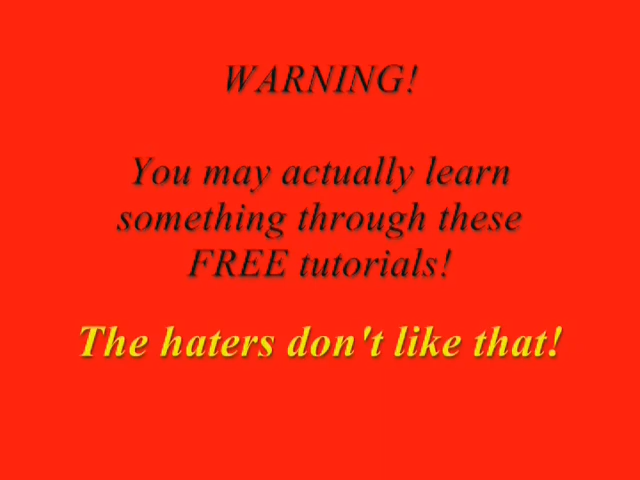 WARNING!
You may actually learn
something through these
FREE tutorials!
The haters don't like that!